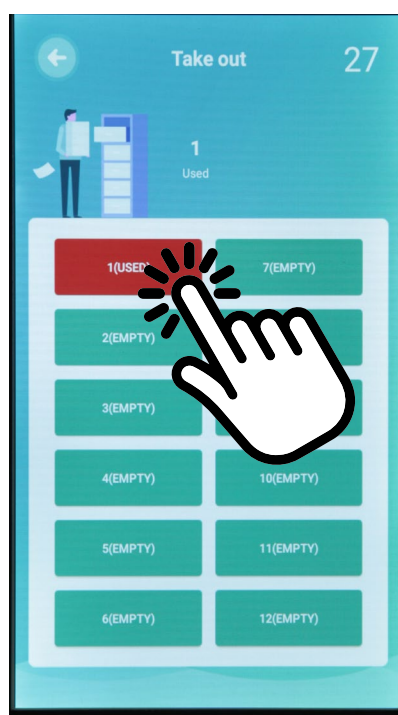 Take out 27
1
Used
1(USED)
7(EMPTY)
2(EMPTY)
3(EMPTY)
4(EMPTY)
10(EMPTY)
5(EMPTY)
11(EMPTY)
6(EMPTY)
12(EMPTY)